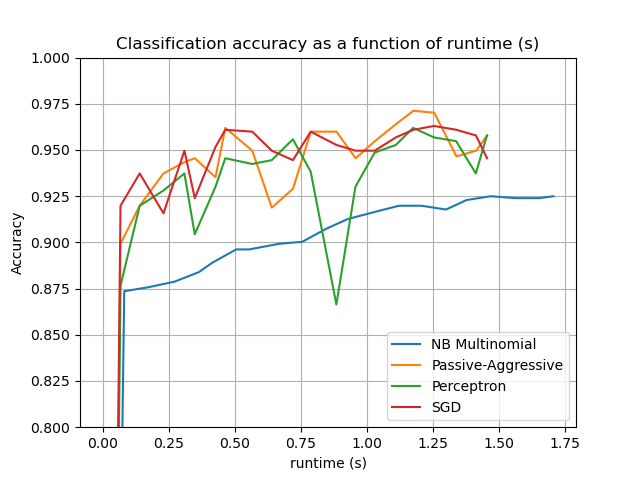 Classification accuracy as a function of runtime (s)
1.000
0.975
0.950
0.925
0.900
0.875
0.850
0.825
0.800
Accuracy
NB Multinomial
Passive-Aggressive
Perceptron
SGD
0.00 0.25 0.50 0.75 1.00 1.25 1.50 1.75
runtime (s)